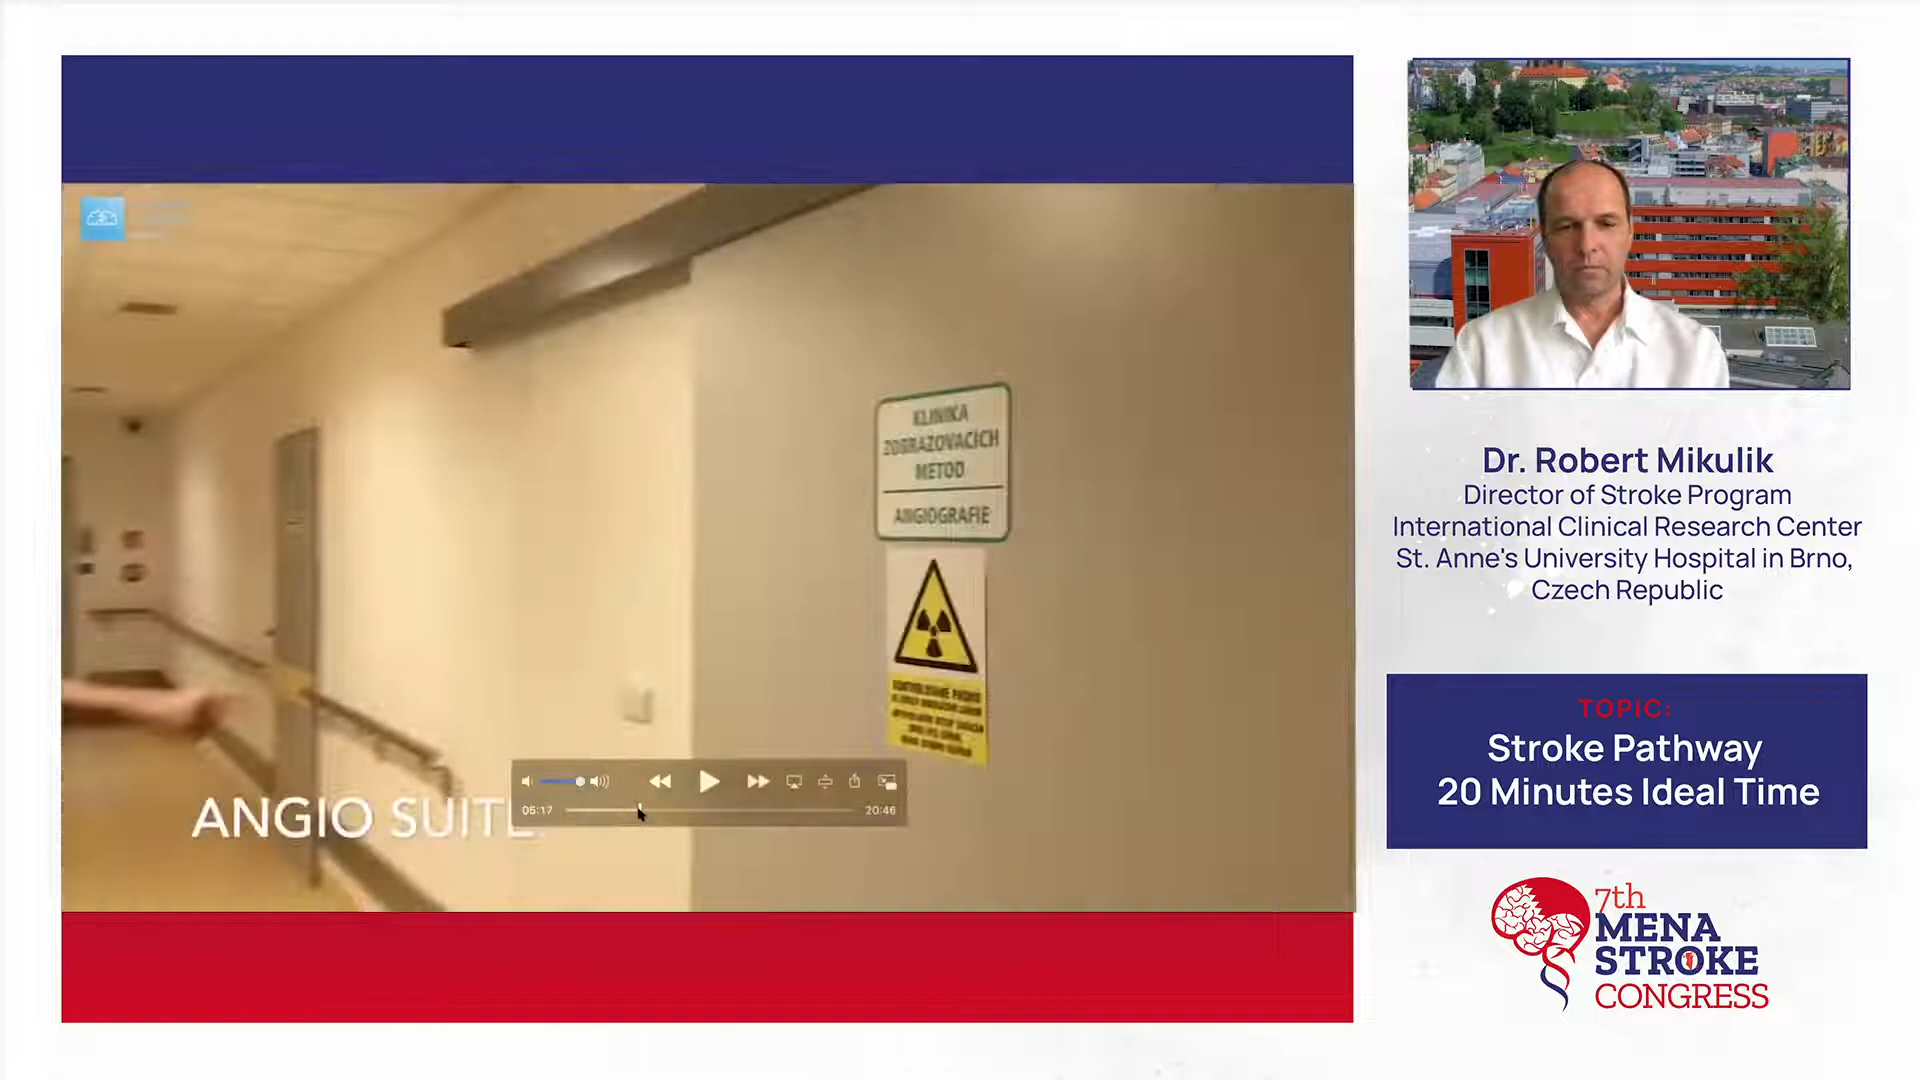 KLINIKA
ZOBRAZOVACÍCH
METOD
ANGIOGRAFIE
ANGIO SUITE
05:17
20:46
Dr. Robert Mikulik
Director of Stroke Program
International Clinical Research Center
St. Anne's University Hospital in Brno,
Czech Republic
TOPIC:
Stroke Pathway
20 Minutes Ideal Time
7th
MENA
STROKE
CONGRESS